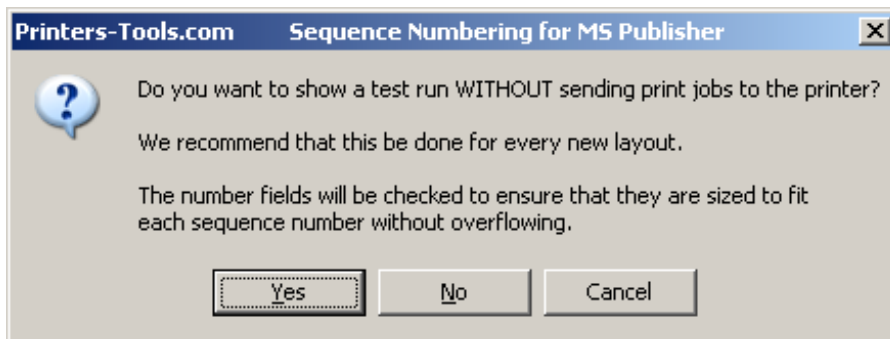 Printers-Tools.com Sequence Numbering for MS Publisher
Do you want to show a test run WITHOUT sending print jobs to the printer?
We recommend that this be done for every new layout.
The number fields will be checked to ensure that they are sized to fit
each sequence number without overflowing.
Yes No Cancel